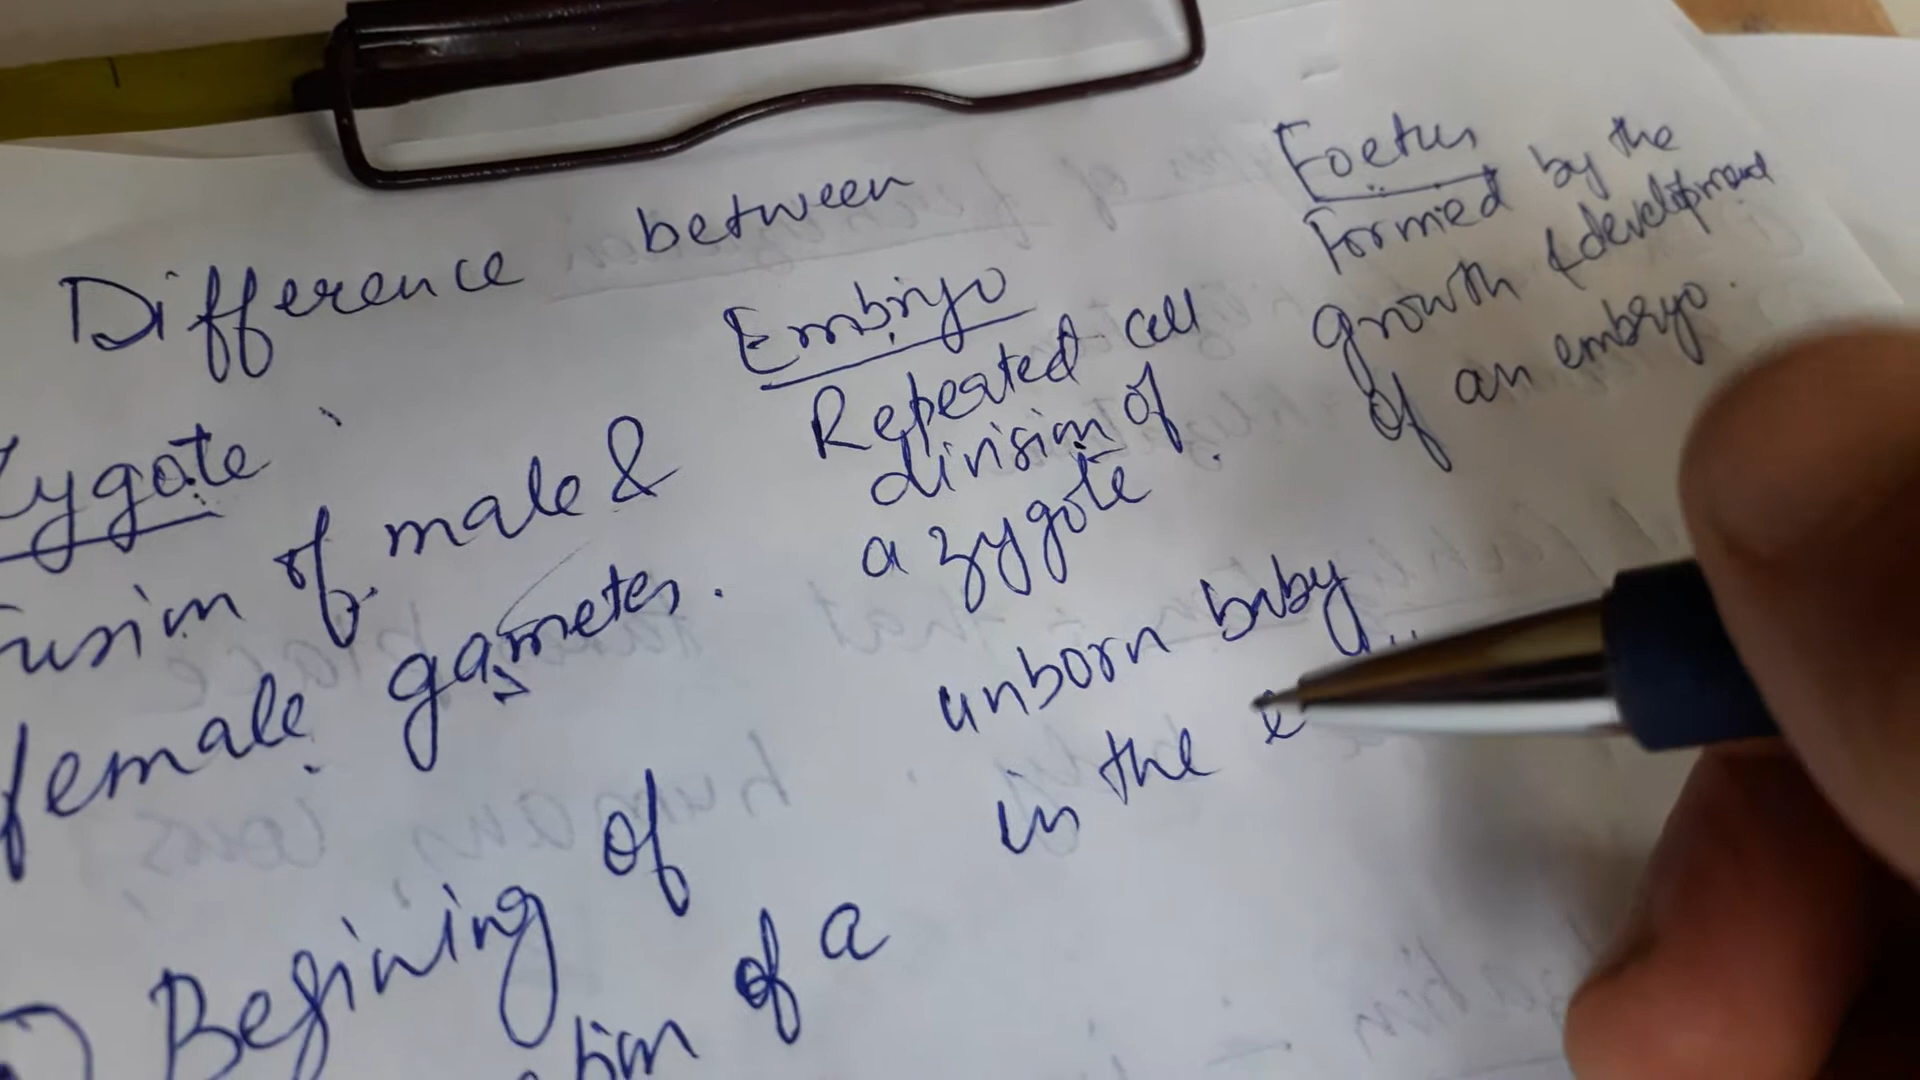 Difference between
Zygote
fusion of male &
female gametes.
Begining of
of a
Embryo
Repeated cell
division of
a zygote
unborn baby
in the e
Foetus
Formed by the
growth & development
of an embryo.